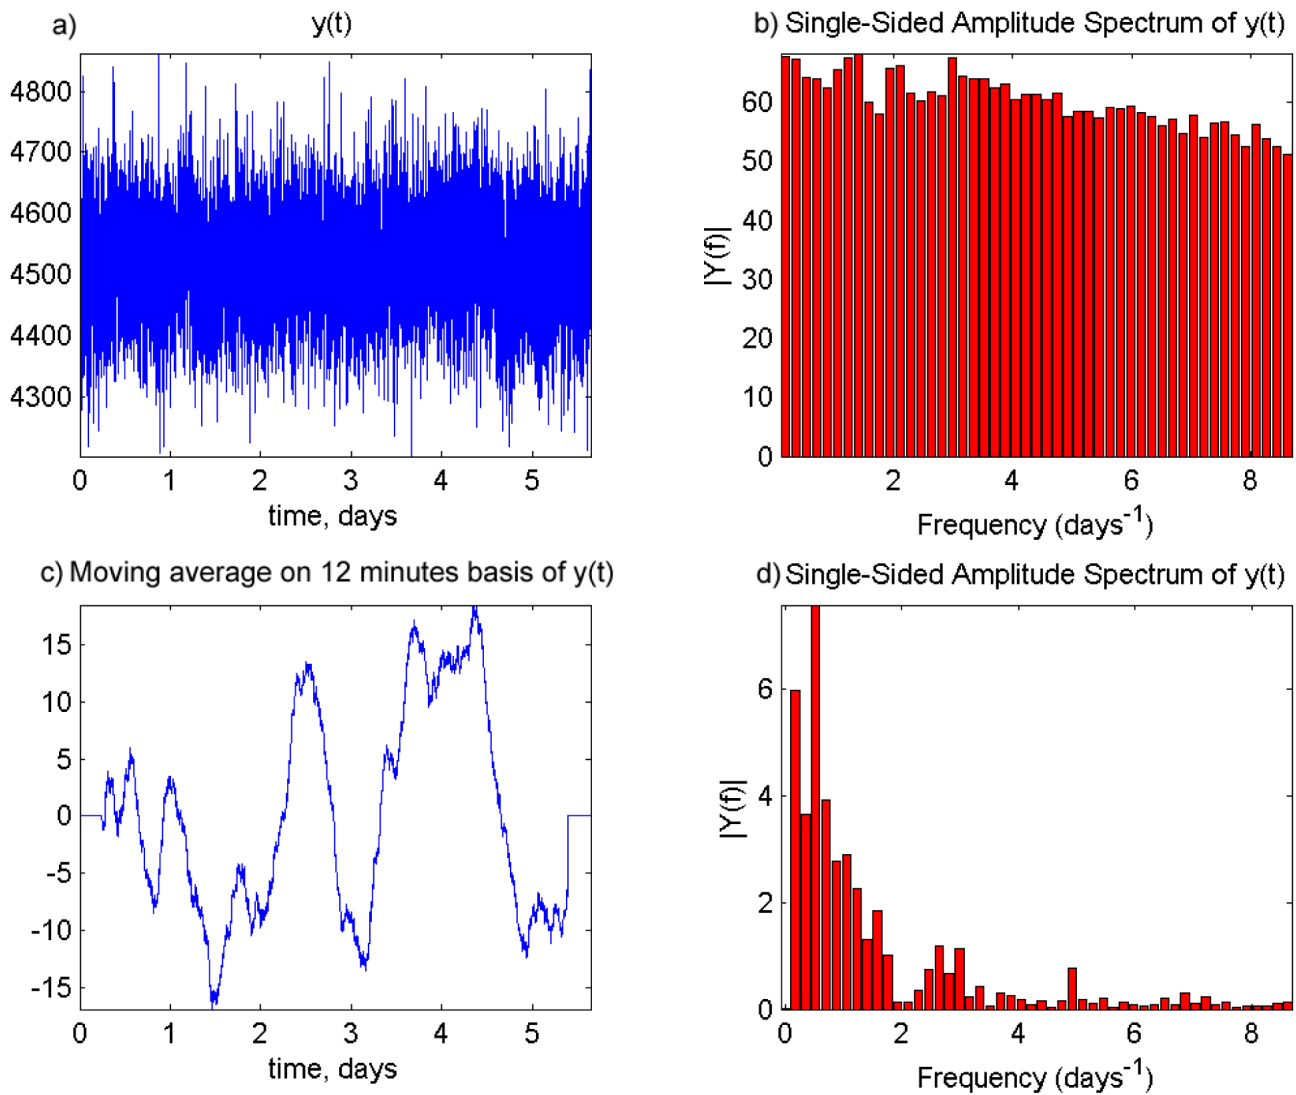 a) y(t)
4800
4700
4600
4500
4400
4300
0 1 2 3 4 5
time, days
b) Single-Sided Amplitude Spectrum of y(t)
|Y(f)|
60
50
40
30
20
10
0
2 4 6 8
Frequency (days-1)
c) Moving average on 12 minutes basis of y(t)
15
10
5
0
-5
-10
-15
0 1 2 3 4 5
time, days
d) Single-Sided Amplitude Spectrum of y(t)
|Y(f)|
6
4
2
0
0 2 4 6 8
Frequency (days-1)